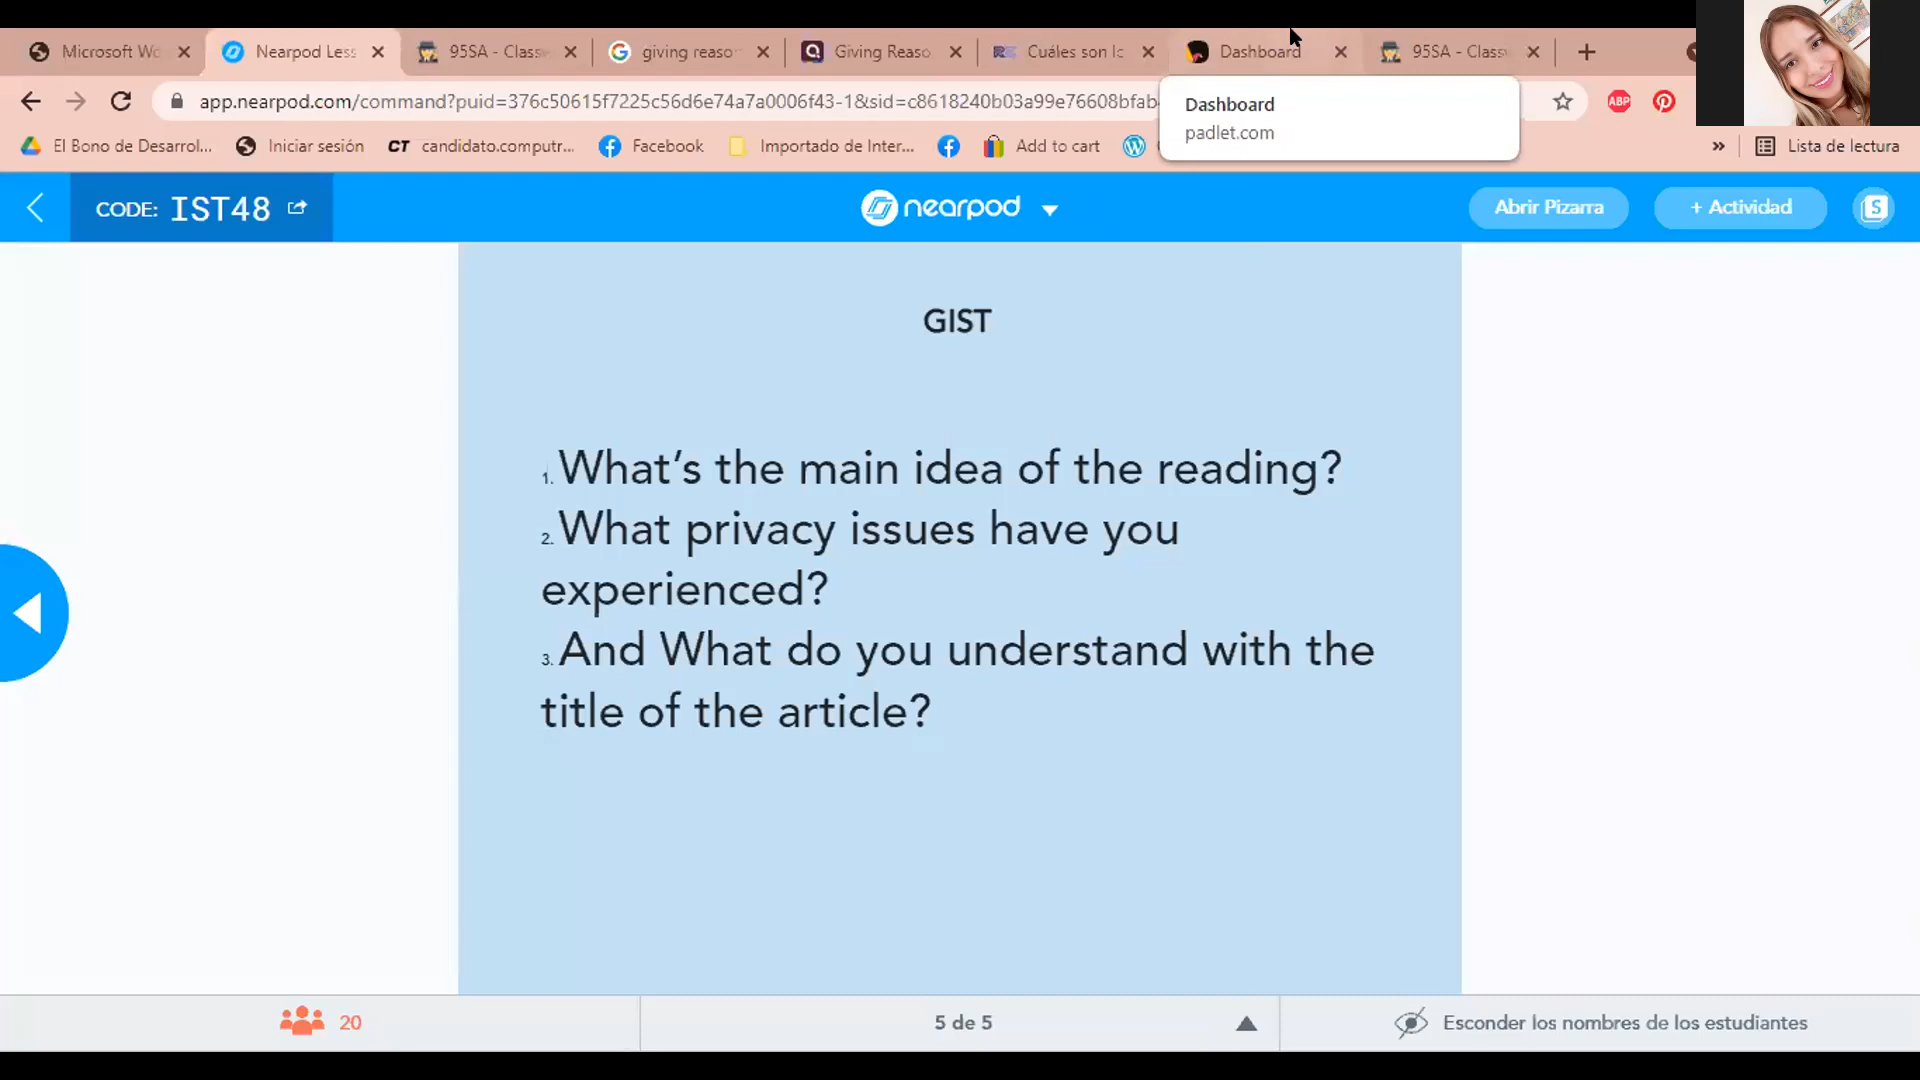 Microsoft Wo
Nearpod Less
95SA - Class
giving reaso
Giving Reaso
Cuáles son lo
Dashboard
95SA - Class
app.nearpod.com/command?puid=376c50615f7225c56d6e74a7a0006f43-1&sid=c8618240b03a99e76608bfab
Dashboard
padlet.com
ABP
El Bono de Desarrol...
Iniciar sesión
CT candidato.computr...
Facebook
Importado de Inter...
Add to cart
Lista de lectura
CODE: IST48
nearpod
Abrir Pizarra
+ Actividad
S
GIST
1. What's the main idea of the reading?
2. What privacy issues have you
experienced?
3. And What do you understand with the
title of the article?
20
5 de 5
Esconder los nombres de los estudiantes